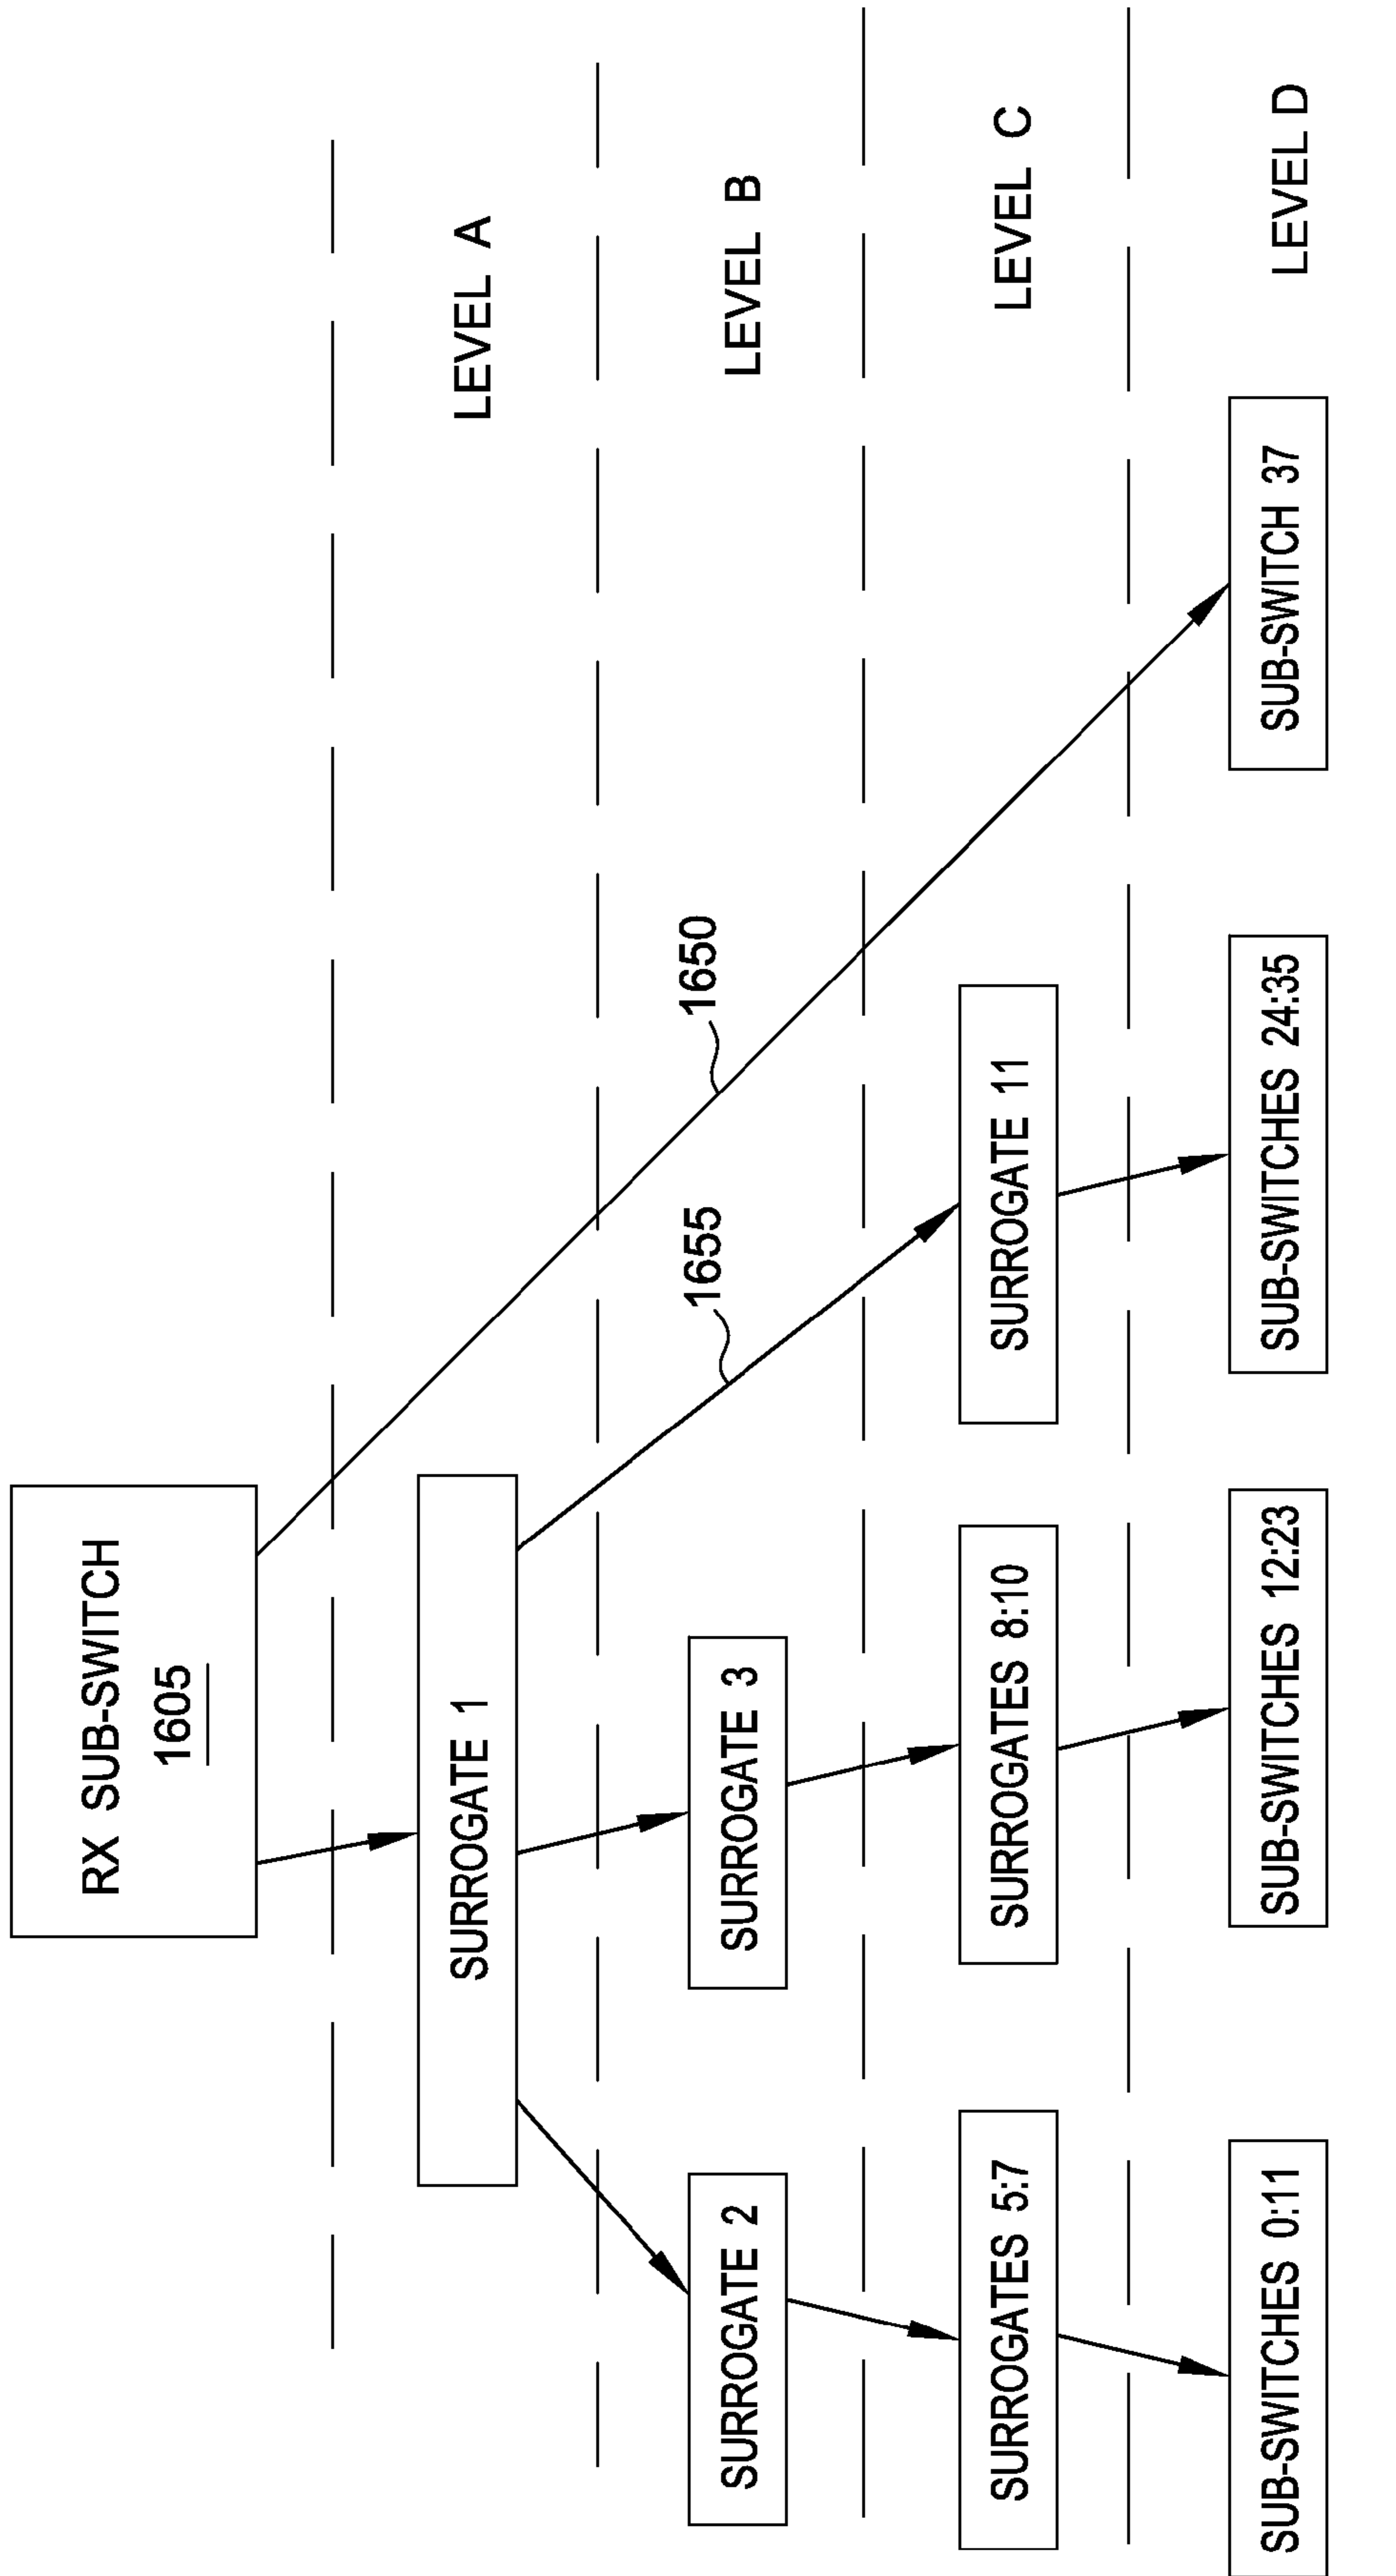 RX SUB-SWITCH
1605
SURROGATE 1
LEVEL A
1655
1650
SURROGATE 2
SURROGATE 3
LEVEL B
SURROGATES 5:7
SURROGATES 8:10
SURROGATE 11
LEVEL C
SUB-SWITCHES 0:11
SUB-SWITCHES 12:23
SUB-SWITCHES 24:35
SUB-SWITCH 37
LEVEL D